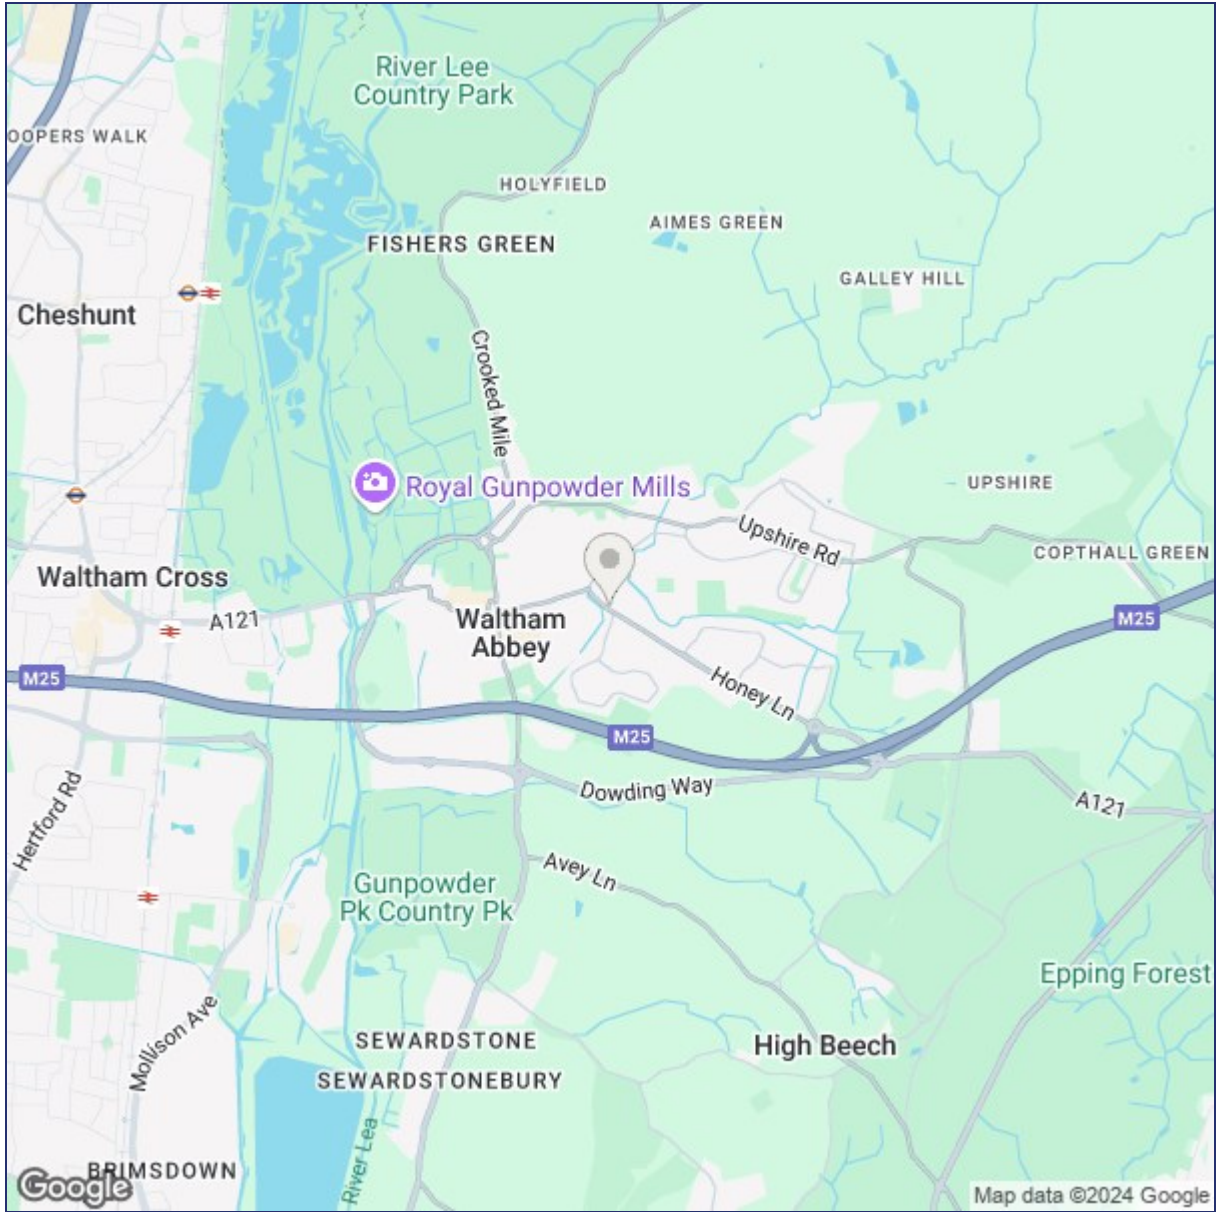 River Lee
Country Park
OOPERS WALK
HOLYFIELD
AIMES GREEN
FISHERS GREEN
GALLEY HILL
Cheshunt
Crooked Mile
Royal Gunpowder Mills
UPSHIRE
Upshire Rd
COPTHALL GREEN
Waltham Cross
A121
Waltham
Abbey
M25
M25
Honey Ln
M25
Dowding Way
A121
Hertford Rd
Avey Ln
Gunpowder
Pk Country Pk
Epping Forest
Mollison Ave
SEWARDSTONE
High Beech
SEWARDSTONEBURY
River Lea
BRIMSDOWN
Google
Map data ©2024 Google